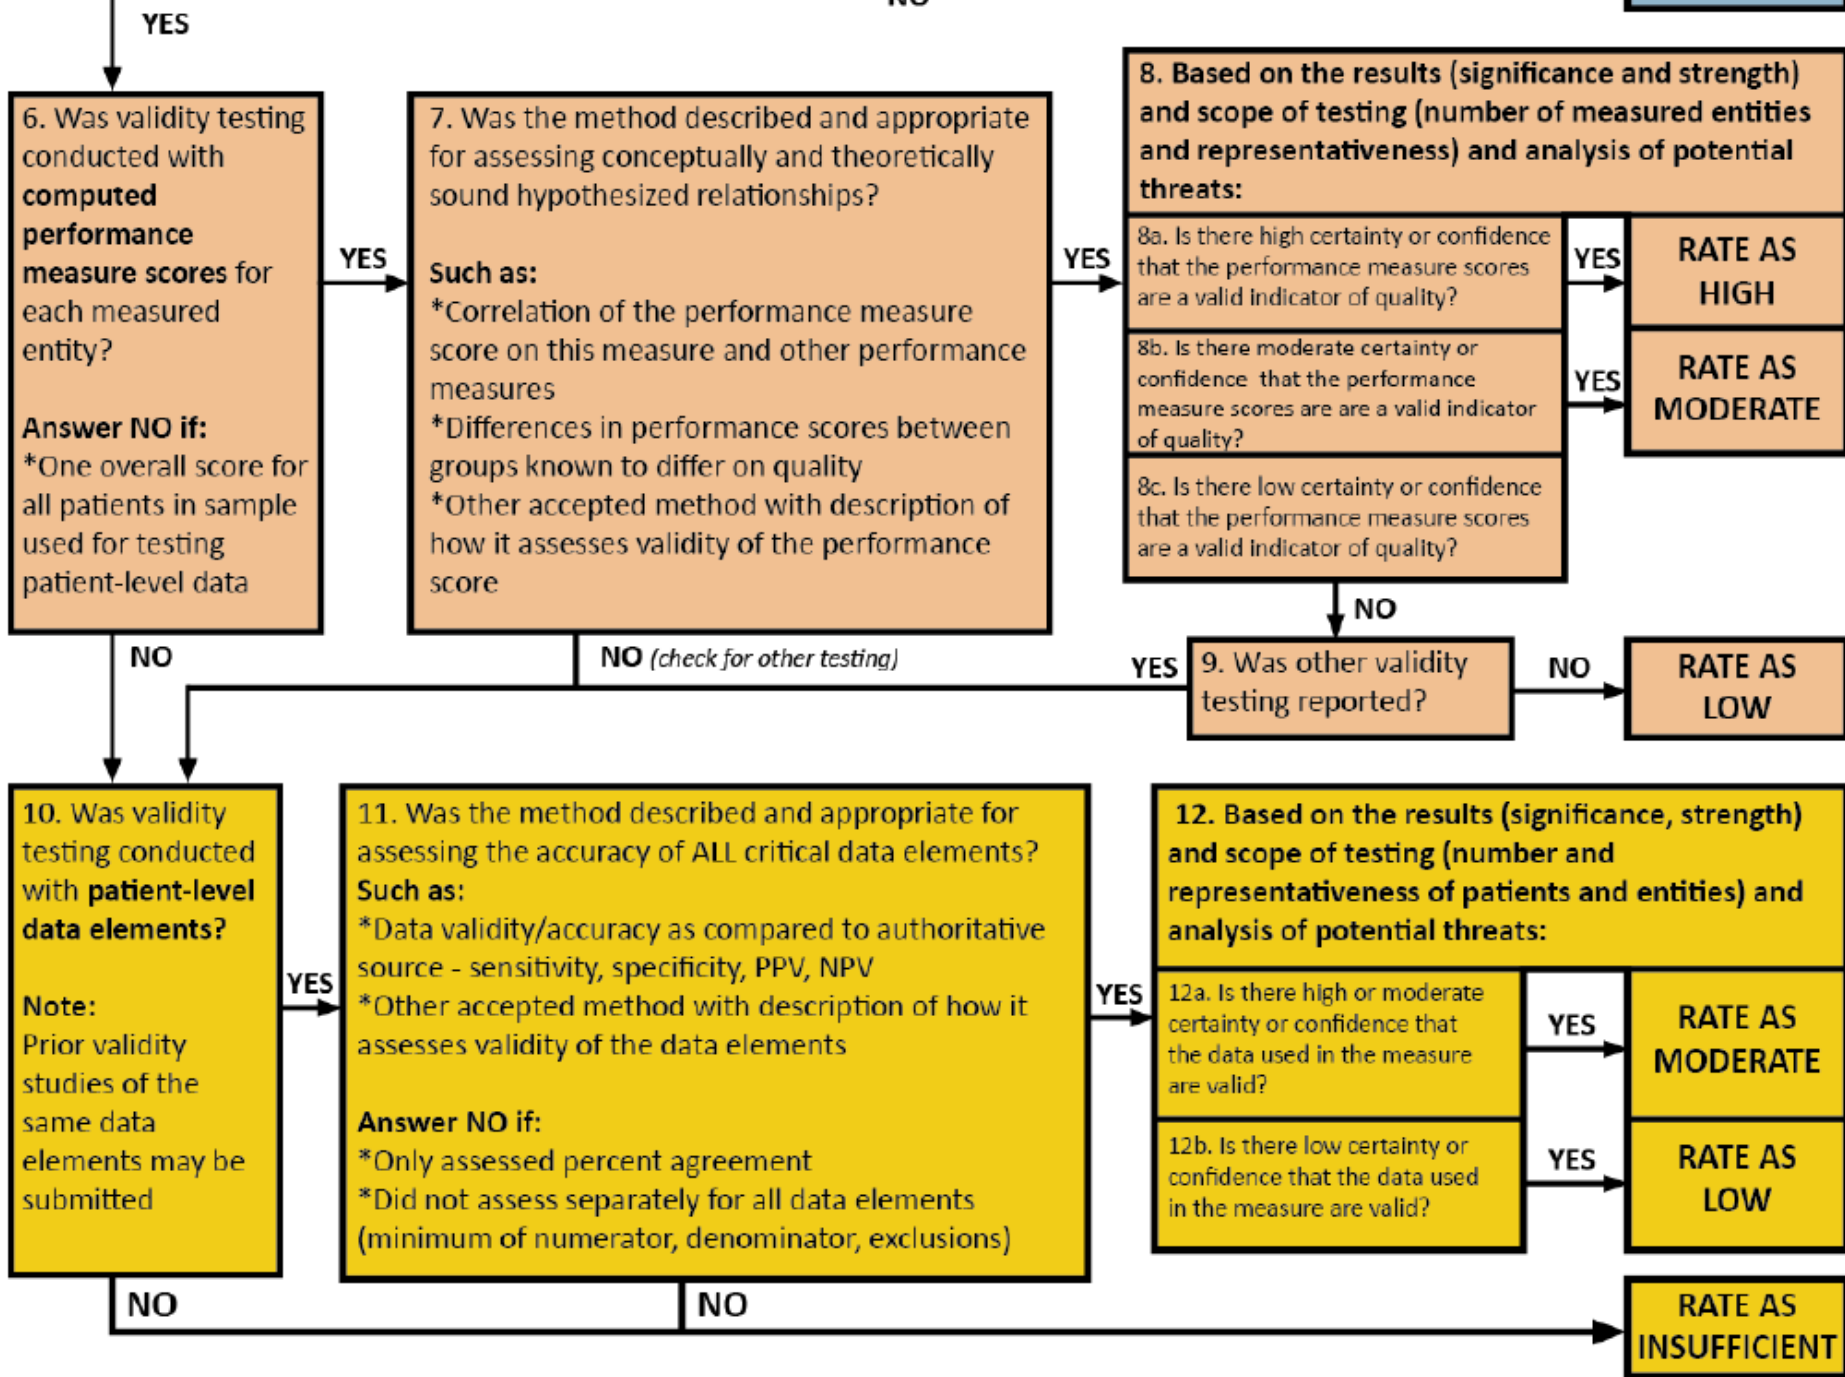 YES
NO
6. Was validity testing
conducted with
computed
performance
measure scores for
each measured
entity?
Answer NO if:
*One overall score for
all patients in sample
used for testing
patient-level data
YES
7. Was the method described and appropriate
for assessing conceptually and theoretically
sound hypothesized relationships?
Such as:
*Correlation of the performance measure
score on this measure and other performance
measures
*Differences in performance scores between
groups known to differ on quality
*Other accepted method with description of
how it assesses validity of the performance
score
YES
8. Based on the results (significance and strength)
and scope of testing (number of measured entities
and representativeness) and analysis of potential
threats:
8a. Is there high certainty or confidence
that the performance measure scores
are a valid indicator of quality?
YES
RATE AS
HIGH
8b. Is there moderate certainty or
confidence that the performance
measure scores are are a valid indicator
of quality?
YES
RATE AS
MODERATE
8c. Is there low certainty or confidence
that the performance measure scores
are a valid indicator of quality?
NO
NO
NO (check for other testing)
YES
9. Was other validity
testing reported?
NO
RATE AS
LOW
10. Was validity
testing conducted
with patient-level
data elements?
Note:
Prior validity
studies of the
same data
elements may be
submitted
YES
11. Was the method described and appropriate for
assessing the accuracy of ALL critical data elements?
Such as:
*Data validity/accuracy as compared to authoritative
source - sensitivity, specificity, PPV, NPV
*Other accepted method with description of how it
assesses validity of the data elements
Answer NO if:
*Only assessed percent agreement
*Did not assess separately for all data elements
(minimum of numerator, denominator, exclusions)
YES
12. Based on the results (significance, strength)
and scope of testing (number and
representativeness of patients and entities) and
analysis of potential threats:
12a. Is there high or moderate
certainty or confidence that
the data used in the measure
are valid?
YES
RATE AS
MODERATE
12b. Is there low certainty or
confidence that the data used
in the measure are valid?
YES
RATE AS
LOW
NO
NO
RATE AS
INSUFFICIENT